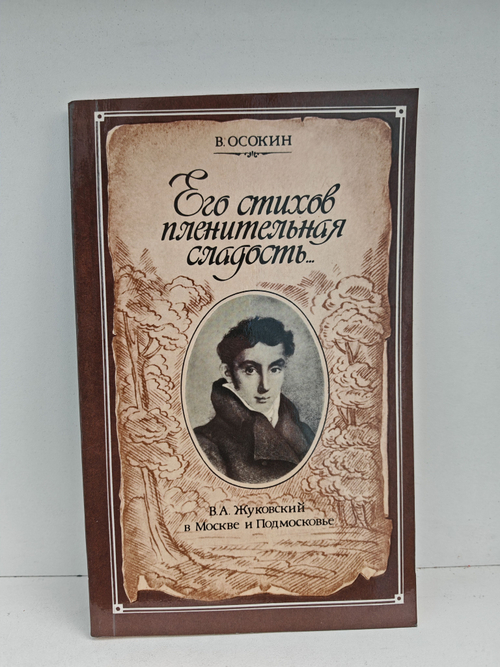 В. ОСОКИН
Его стихов
пленительная
сладость...
В.А. Жуковский
в Москве и Подмосковье